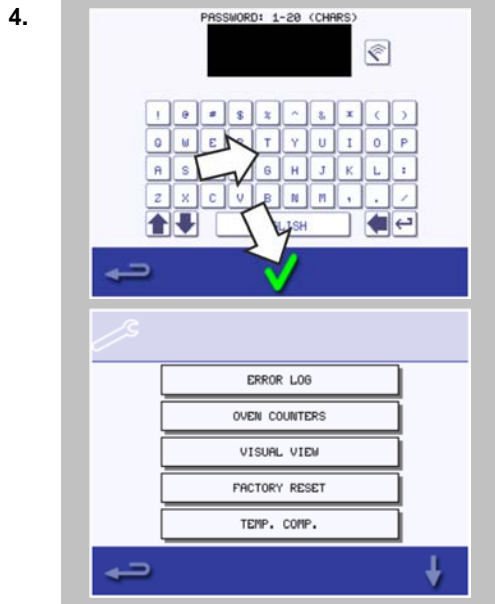 4.
PASSWORD: 1-20 (CHARS)
! @ # $ % ^ & * ( )
Q W E T Y U I O P
A S G H J K L :
Z X C V B N M , . /
ERROR LOG
OVEN COUNTERS
VISUAL VIEW
FACTORY RESET
TEMP. COMP.